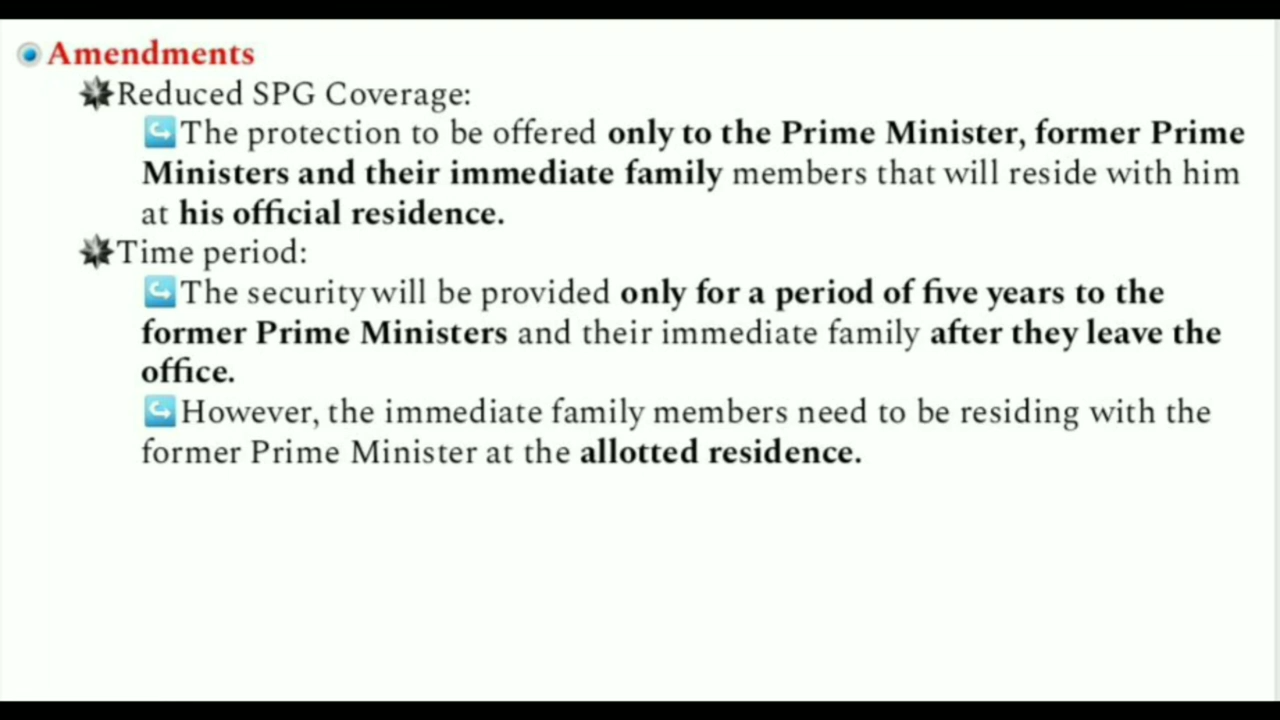 Amendments
Reduced SPG Coverage:
The protection to be offered only to the Prime Minister, former Prime
Ministers and their immediate family members that will reside with him
at his official residence.
Time period:
The security will be provided only for a period of five years to the
former Prime Ministers and their immediate family after they leave the
office.
However, the immediate family members need to be residing with the
former Prime Minister at the allotted residence.